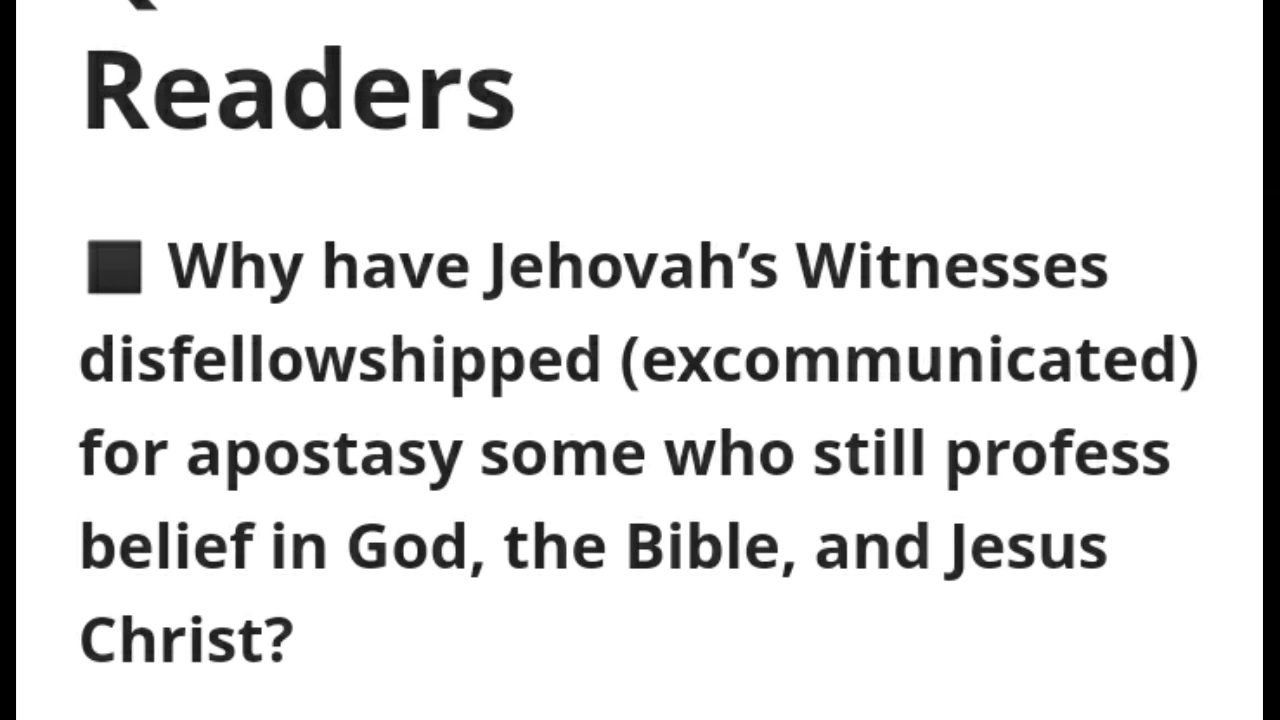 Readers
■ Why have Jehovah’s Witnesses
disfellowshipped (excommunicated)
for apostasy some who still profess
belief in God, the Bible, and Jesus
Christ?